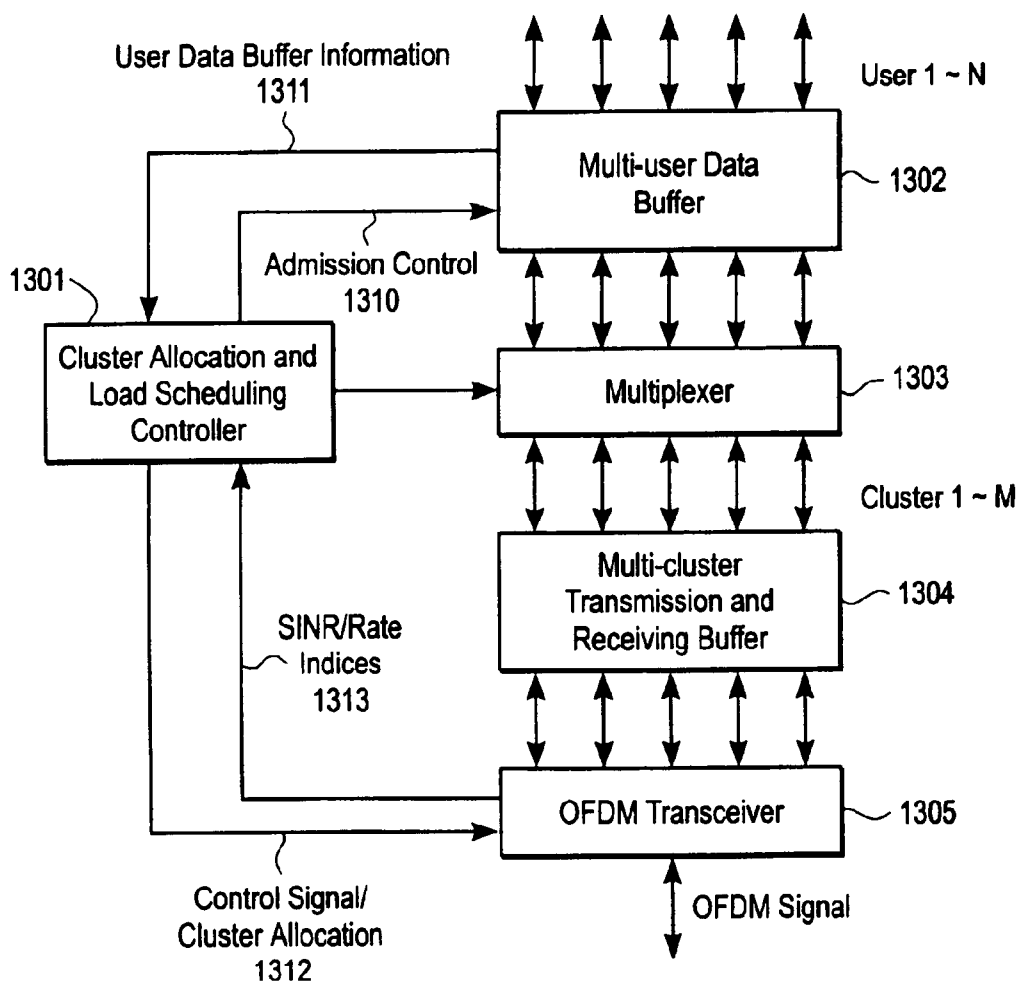 User Data Buffer Information
1311
User 1 ~ N
Multi-user Data
Buffer
1302
Admission Control
1310
1301
Cluster Allocation and
Load Scheduling
Controller
Multiplexer
1303
Cluster 1 ~ M
Multi-cluster
Transmission and
Receiving Buffer
1304
SINR/Rate
Indices
1313
OFDM Transceiver
1305
Control Signal/
Cluster Allocation
1312
OFDM Signal